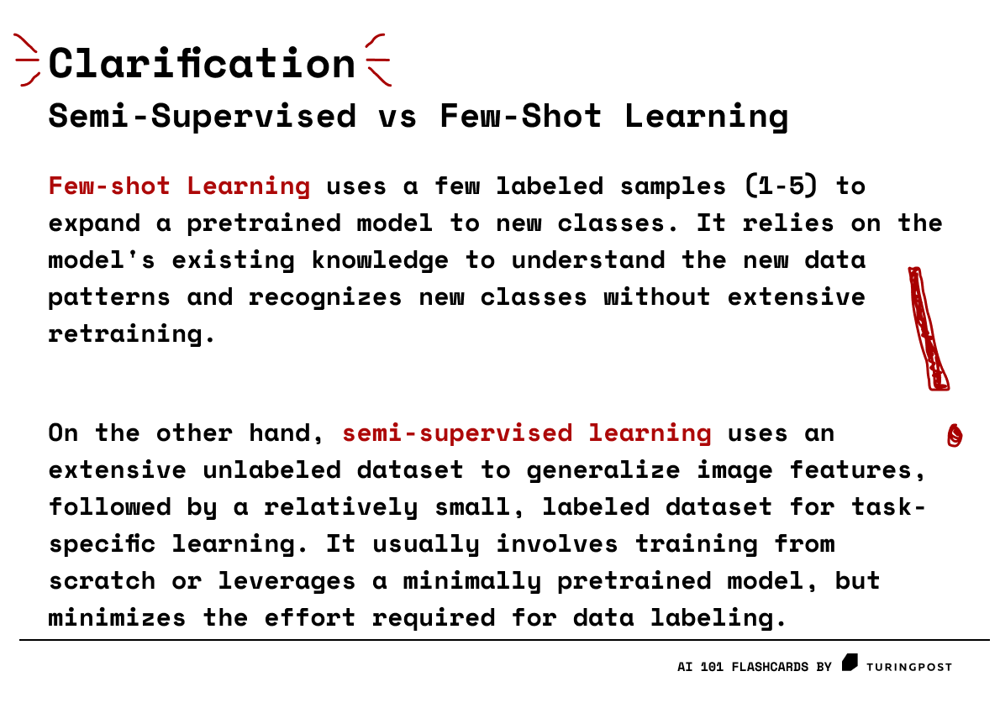 Clarification
Semi-Supervised vs Few-Shot Learning
Few-shot Learning uses a few labeled samples (1-5) to
expand a pretrained model to new classes. It relies on the
model's existing knowledge to understand the new data
patterns and recognizes new classes without extensive
retraining.
On the other hand, semi-supervised learning uses an
extensive unlabeled dataset to generalize image features,
followed by a relatively small, labeled dataset for task-
specific learning. It usually involves training from
scratch or leverages a minimally pretrained model, but
minimizes the effort required for data labeling.
AI 101 FLASHCARDS BY TURINGPOST